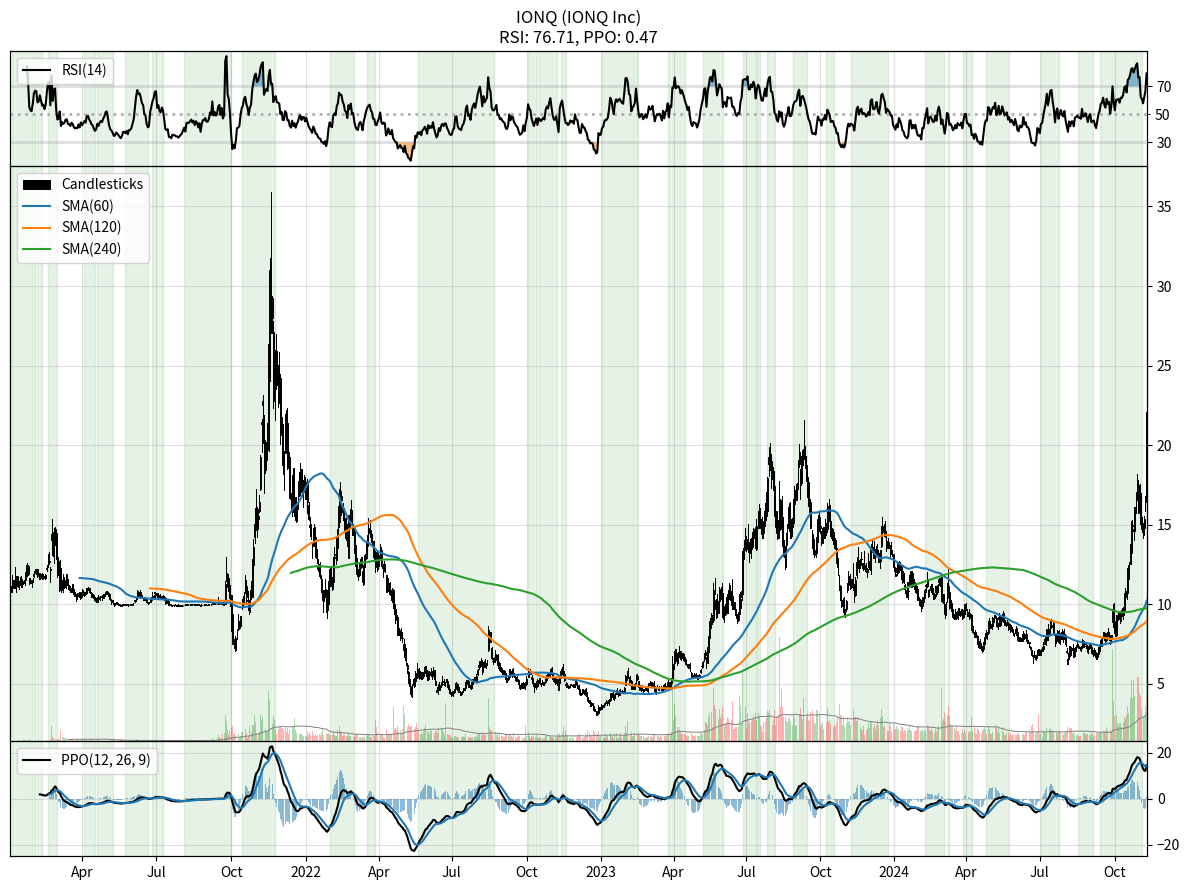 IONQ (IONQ Inc)
RSI: 76.71, PPO: 0.47
RSI(14)
70
50
30
Candlesticks
SMA(60)
SMA(120)
SMA(240)
35
30
25
20
15
10
5
PPO(12, 26, 9)
20
0
−20
Apr Jul Oct 2022 Apr Jul Oct 2023 Apr Jul Oct 2024 Apr Jul Oct